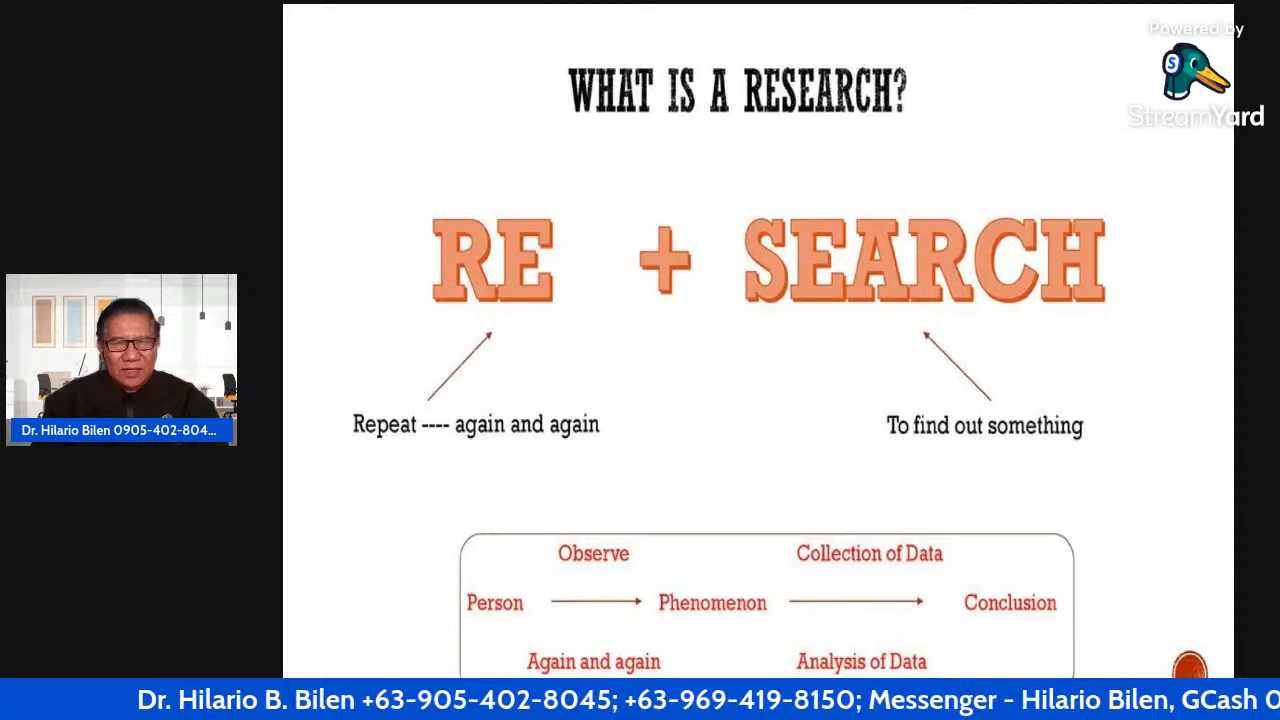 WHAT IS A RESEARCH?
Powered by
S
StreamYard
RE + SEARCH
Repeat ---- again and again
To find out something
Dr. Hilario Bilen 0905-402-804...
Observe
Collection of Data
Person
Phenomenon
Conclusion
Again and again
Analysis of Data
Dr. Hilario B. Bilen +63-905-402-8045; +63-969-419-8150; Messenger - Hilario Bilen, GCash 0